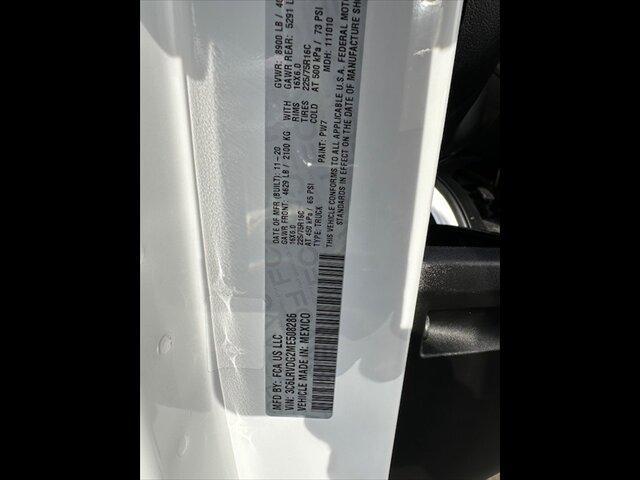 MFD BY: FCA US LLC
DATE OF MFR (BUILT): 11-20
GVWR: 8900 LB /
GAWR FRONT: 4629 LB / 2100 KG WITH
GAWR REAR: 5291 L
16X6.0 RIMS
16X6.0
225/75R16C TIRES
225/75R16C
AT 450 kPa / 65 PSI COLD
AT 500 kPa / 73 PSI
VIN: 3C6LRVDG2ME508286
TYPE: TRUCK
PAINT: PW7
MDH: 111010
VEHICLE MADE IN: MEXICO
THIS VEHICLE CONFORMS TO ALL APPLICABLE U.S.A. FEDERAL MOTOR
STANDARDS IN EFFECT ON THE DATE OF MANUFACTURE SHO